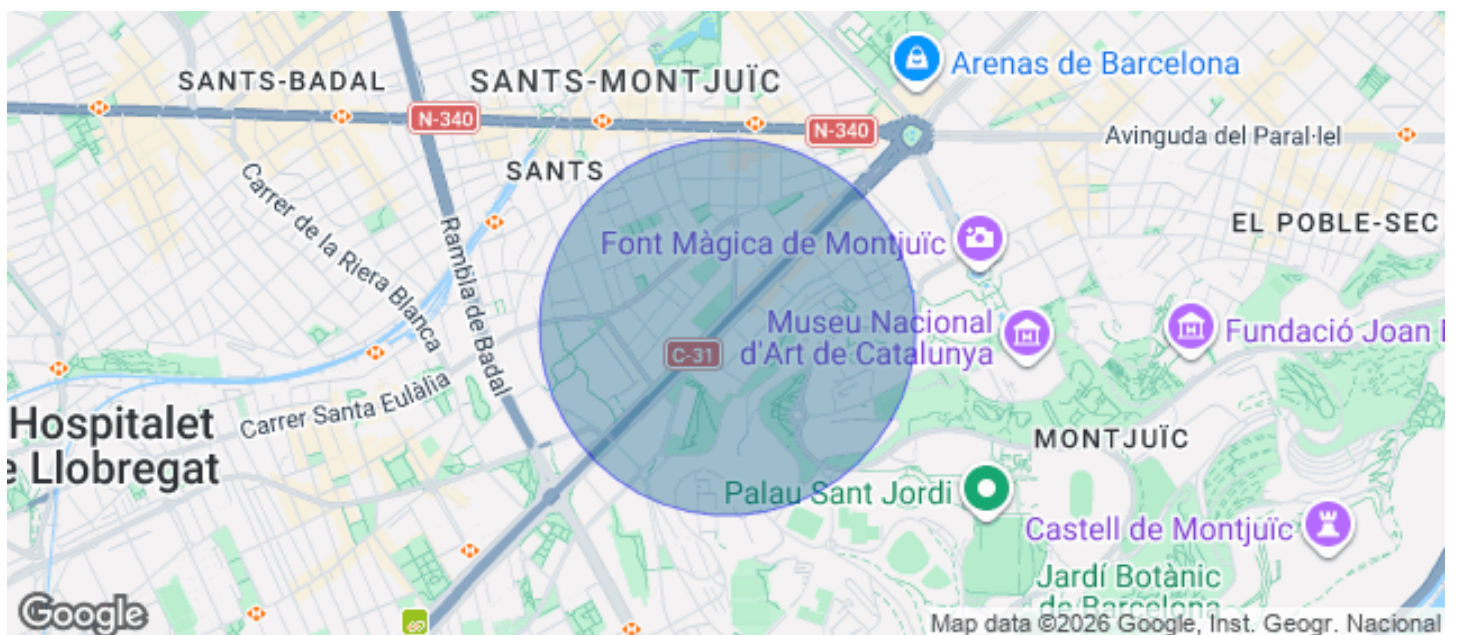 SANTS-BADAL
SANTS-MONTJUÏC
Arenas de Barcelona
N-340
N-340
Avinguda del Paral·lel
SANTS
Carrer de la Riera Blanca
Rambla de Badal
EL POBLE-SEC
Font Màgica de Montjuïc
Museu Nacional
d'Art de Catalunya
Fundació Joan
C-31
Carrer Santa Eulàlia
Hospitalet
e Llobregat
MONTJUÏC
Palau Sant Jordi
Castell de Montjuïc
Jardí Botànic
de Barcelona
Google
Map data ©2026 Google, Inst. Geogr. Nacional